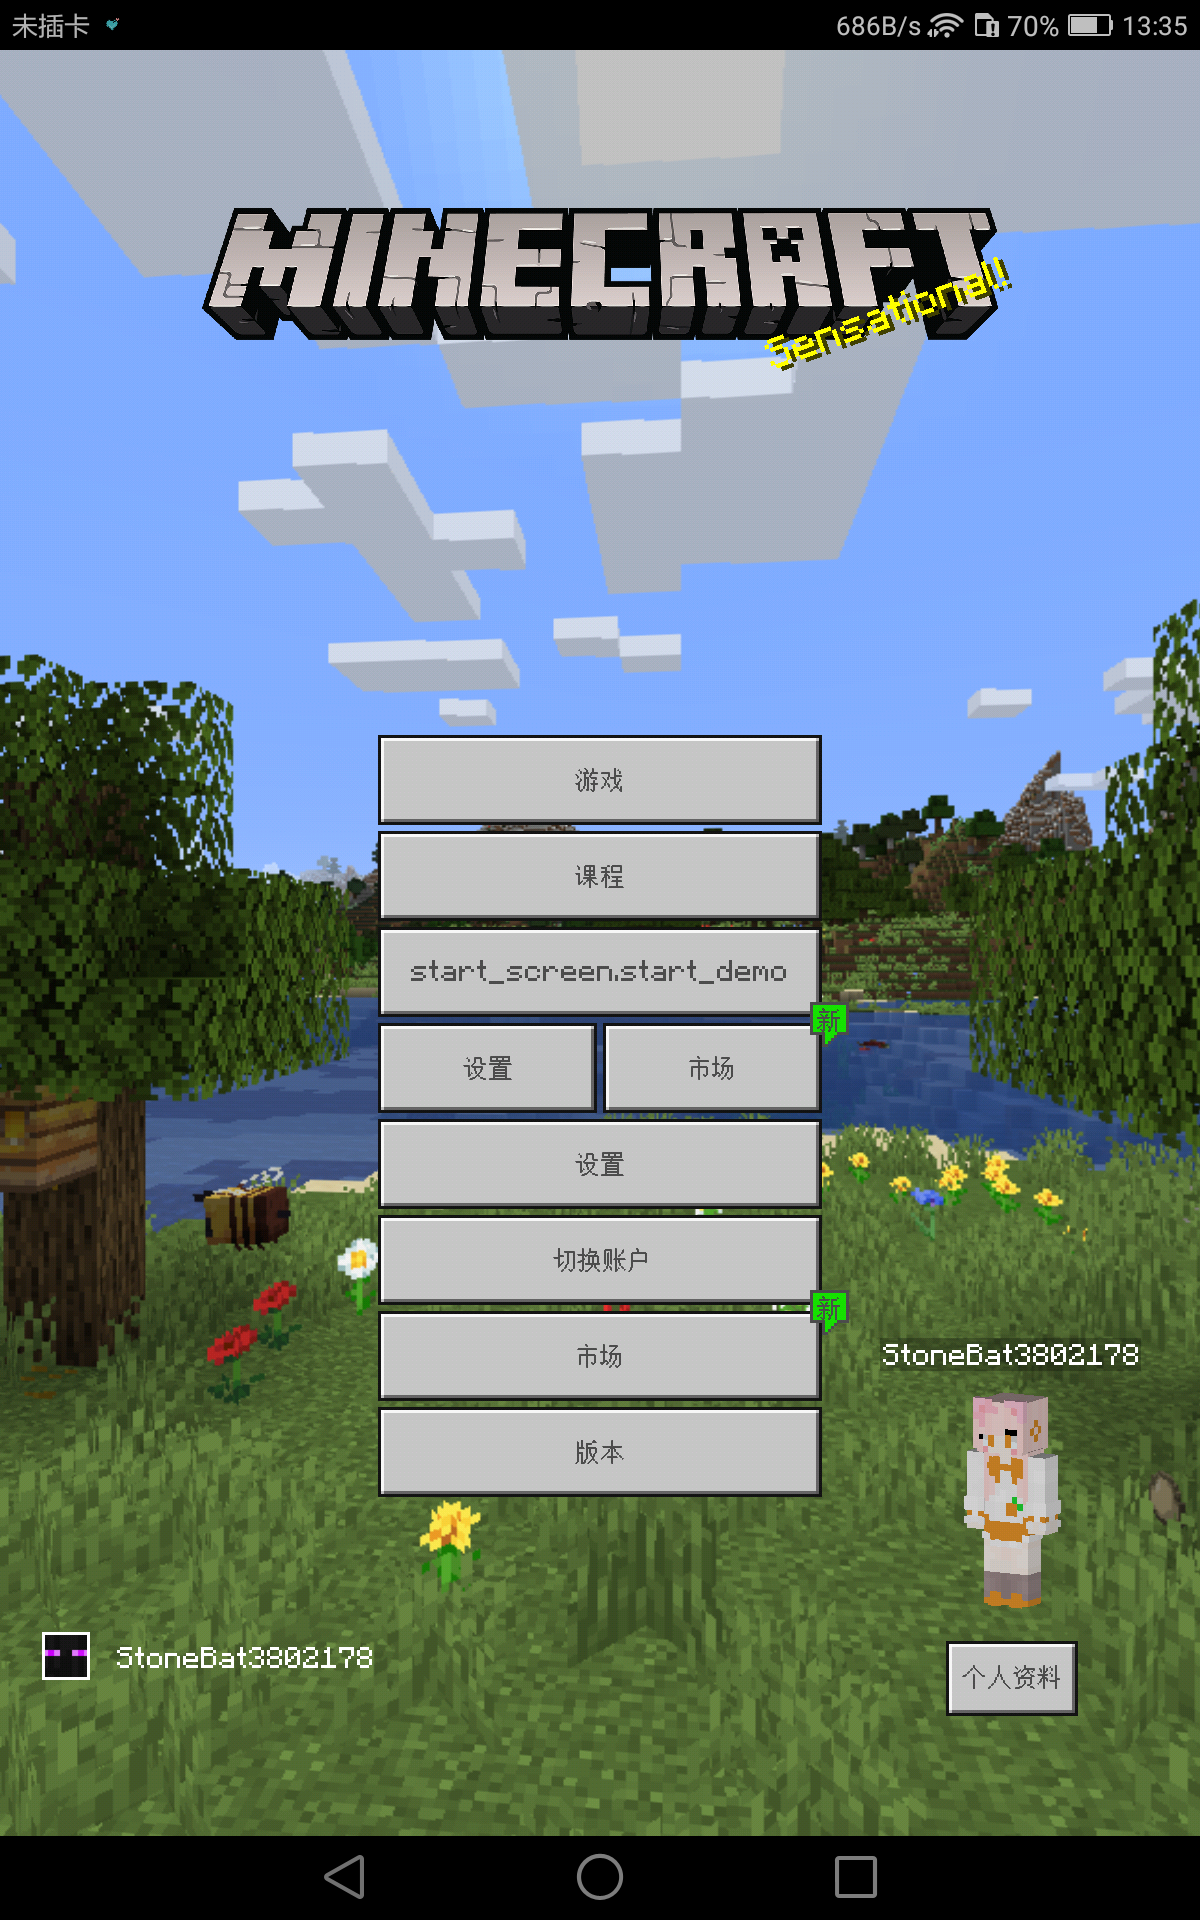 未插卡
686B/s
70%
13:35
MINECRAFT
Sensational!
游戏
课程
start_screen.start_demo
新
设置
市场
设置
切换账户
新
市场
StoneBat3802178
版本
StoneBat3802178
个人资料